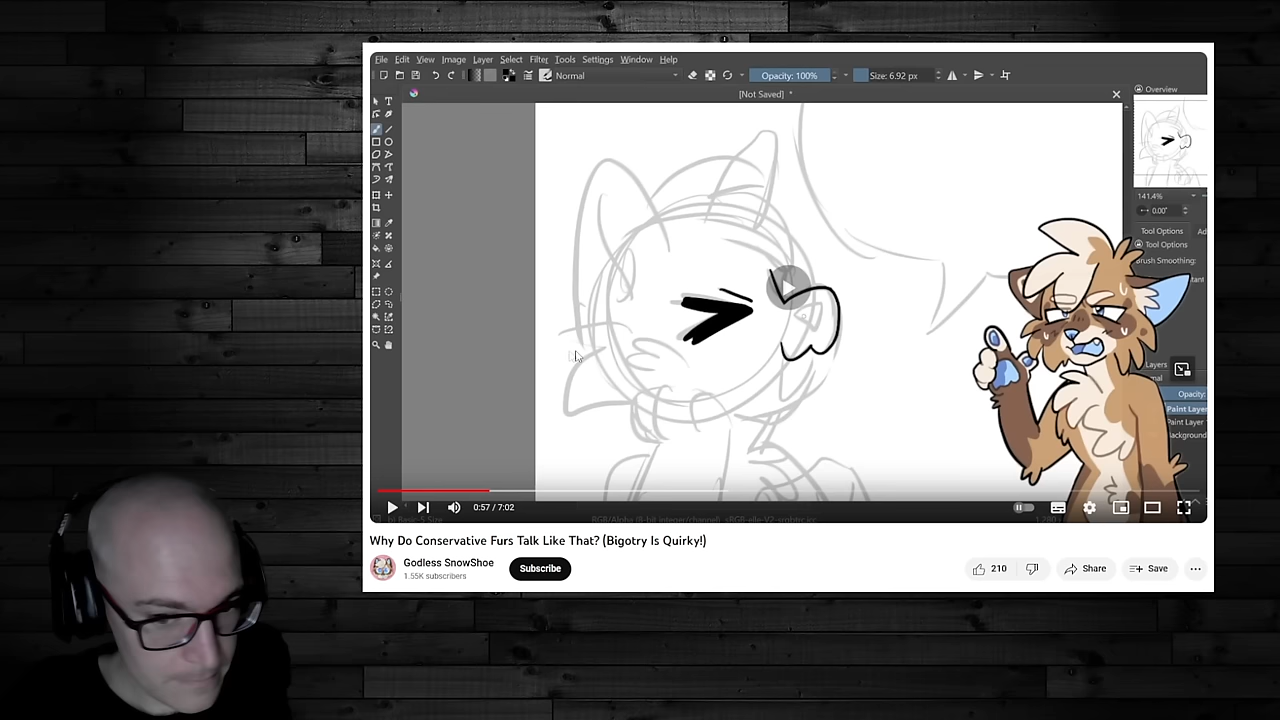 File Edit View Image Layer Select Filter Tools Settings Window Help
Normal Opacity: 100% Size: 6.92 px
[Not Saved] *
Overview
141.4%
0.00°
Tool Options Ad
Tool Options
Brush Smoothing:
Layers
Opacity:
Paint Layer
Paint Layer
Background
0:57 / 7:02
Why Do Conservative Furs Talk Like That? (Bigotry Is Quirky!)
Godless SnowShoe
1.55K subscribers
Subscribe
210
Share
Save